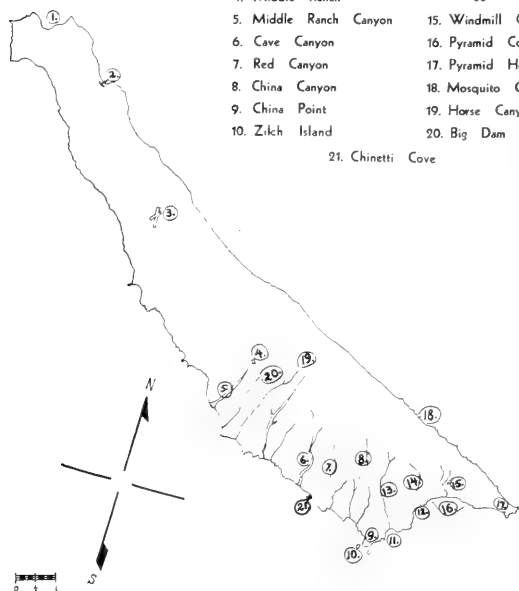 5. Middle Ranch Canyon
6. Cave Canyon
7. Red Canyon
8. China Canyon
9. China Point
10. Zilch Island
15. Windmill
16. Pyramid
17. Pyramid
18. Mosquito
19. Horse
20. Big Dam
21. Chinetti Cove
1.
2.
3.
4.
19.
20.
5.
18.
N
6.
7.
8.
15.
14.
13.
21.
17.
16.
12.
9.
11.
10.
S